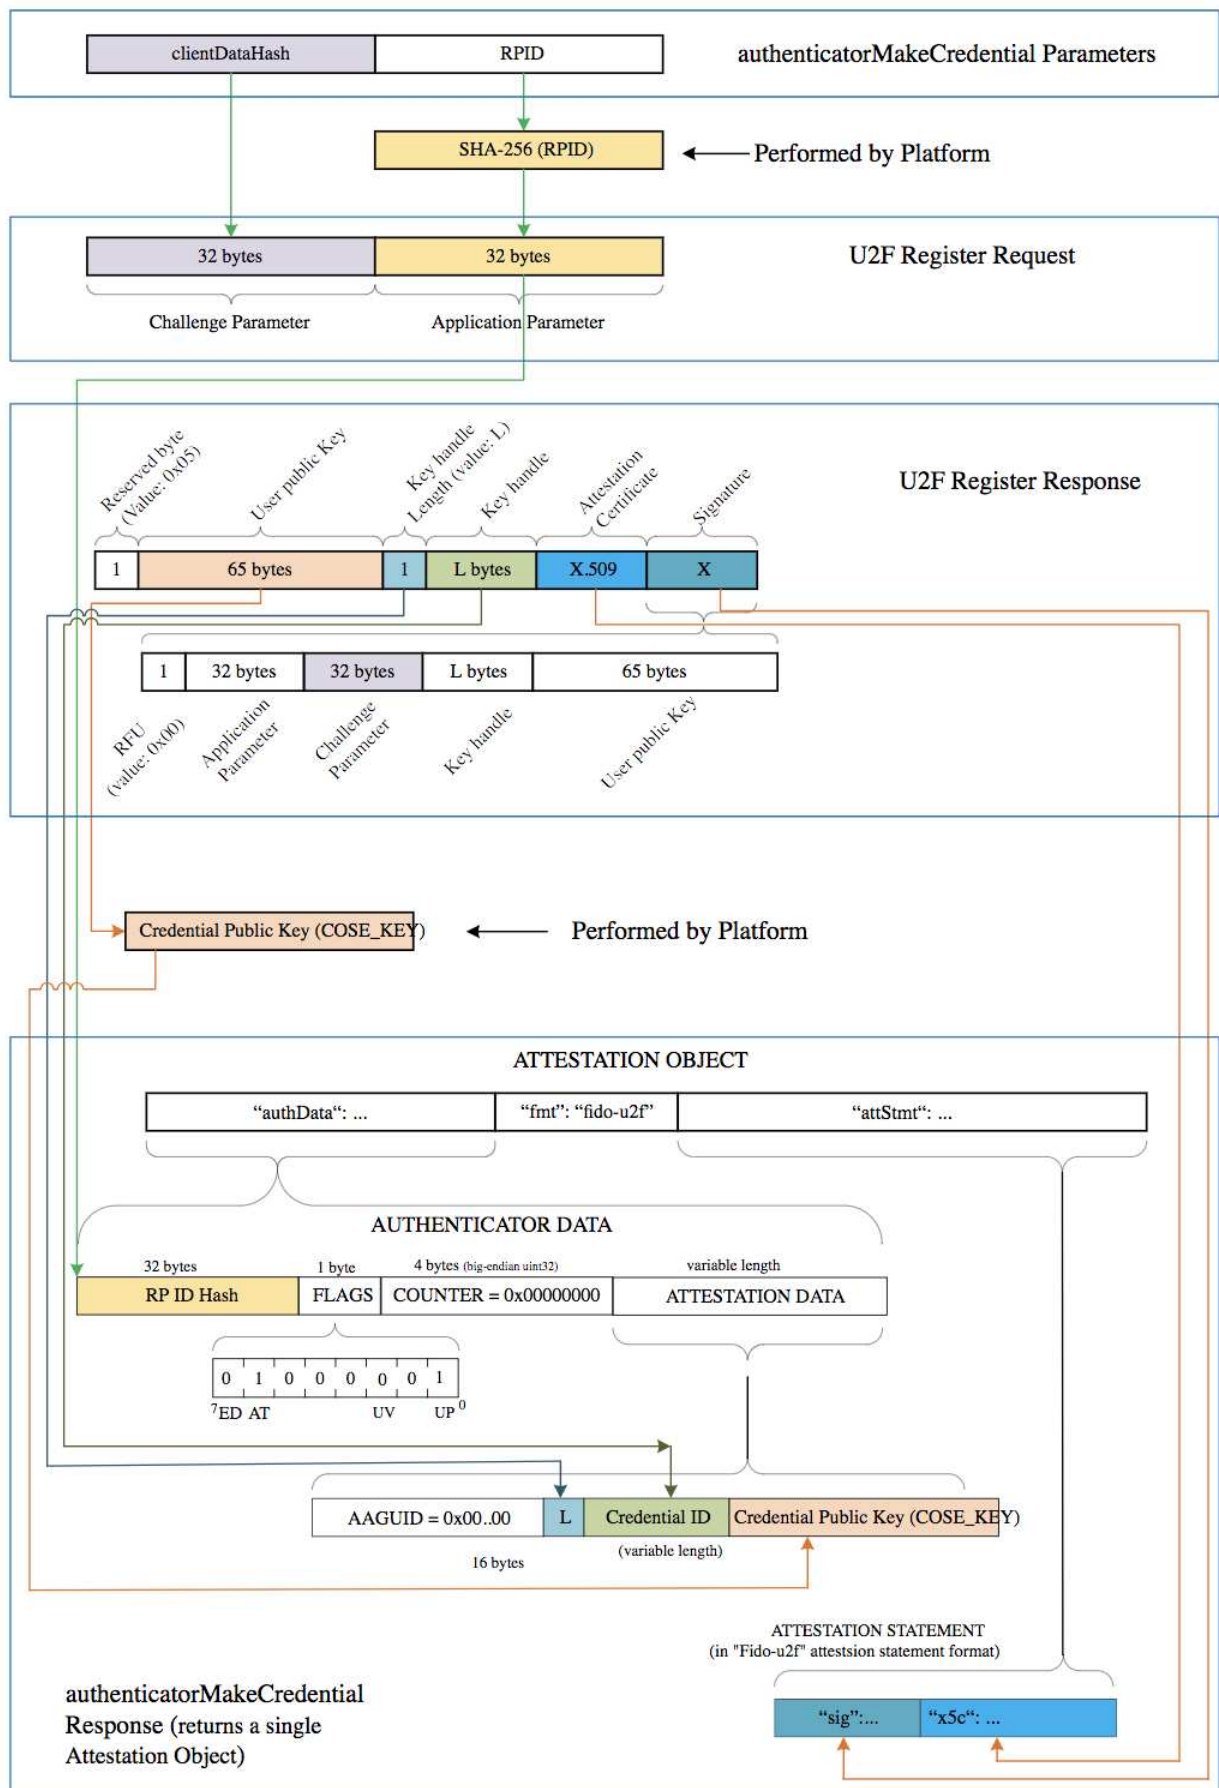 clientDataHash
RPID
authenticatorMakeCredential Parameters
SHA-256 (RPID)
Performed by Platform
32 bytes
32 bytes
U2F Register Request
Challenge Parameter
Application Parameter
Reserved byte
(Value: 0x05)
User public Key
Key handle
Length (value: L)
Key handle
Attestation
Certificate
Signature
U2F Register Response
1
65 bytes
1
L bytes
X.509
X
1
32 bytes
32 bytes
L bytes
65 bytes
RFU
(value: 0x00)
Application
Parameter
Challenge
Parameter
Key handle
User public Key
Credential Public Key (COSE_KEY)
Performed by Platform
ATTESTATION OBJECT
“authData“: ...
“fmt”: “fido-u2f”
“attStmt“: ...
AUTHENTICATOR DATA
32 bytes
1 byte
4 bytes (big-endian uint32)
variable length
RP ID Hash
FLAGS
COUNTER = 0x00000000
ATTESTATION DATA
0 1 0 0 0 0 0 1
7 ED AT UV UP 0
AAGUID = 0x00..00
L
Credential ID
Credential Public Key (COSE_KEY)
16 bytes
(variable length)
ATTESTATION STATEMENT
(in "Fido-u2f" attestsion statement format)
authenticatorMakeCredential
Response (returns a single
Attestation Object)
“sig”:...
“x5c“: ...